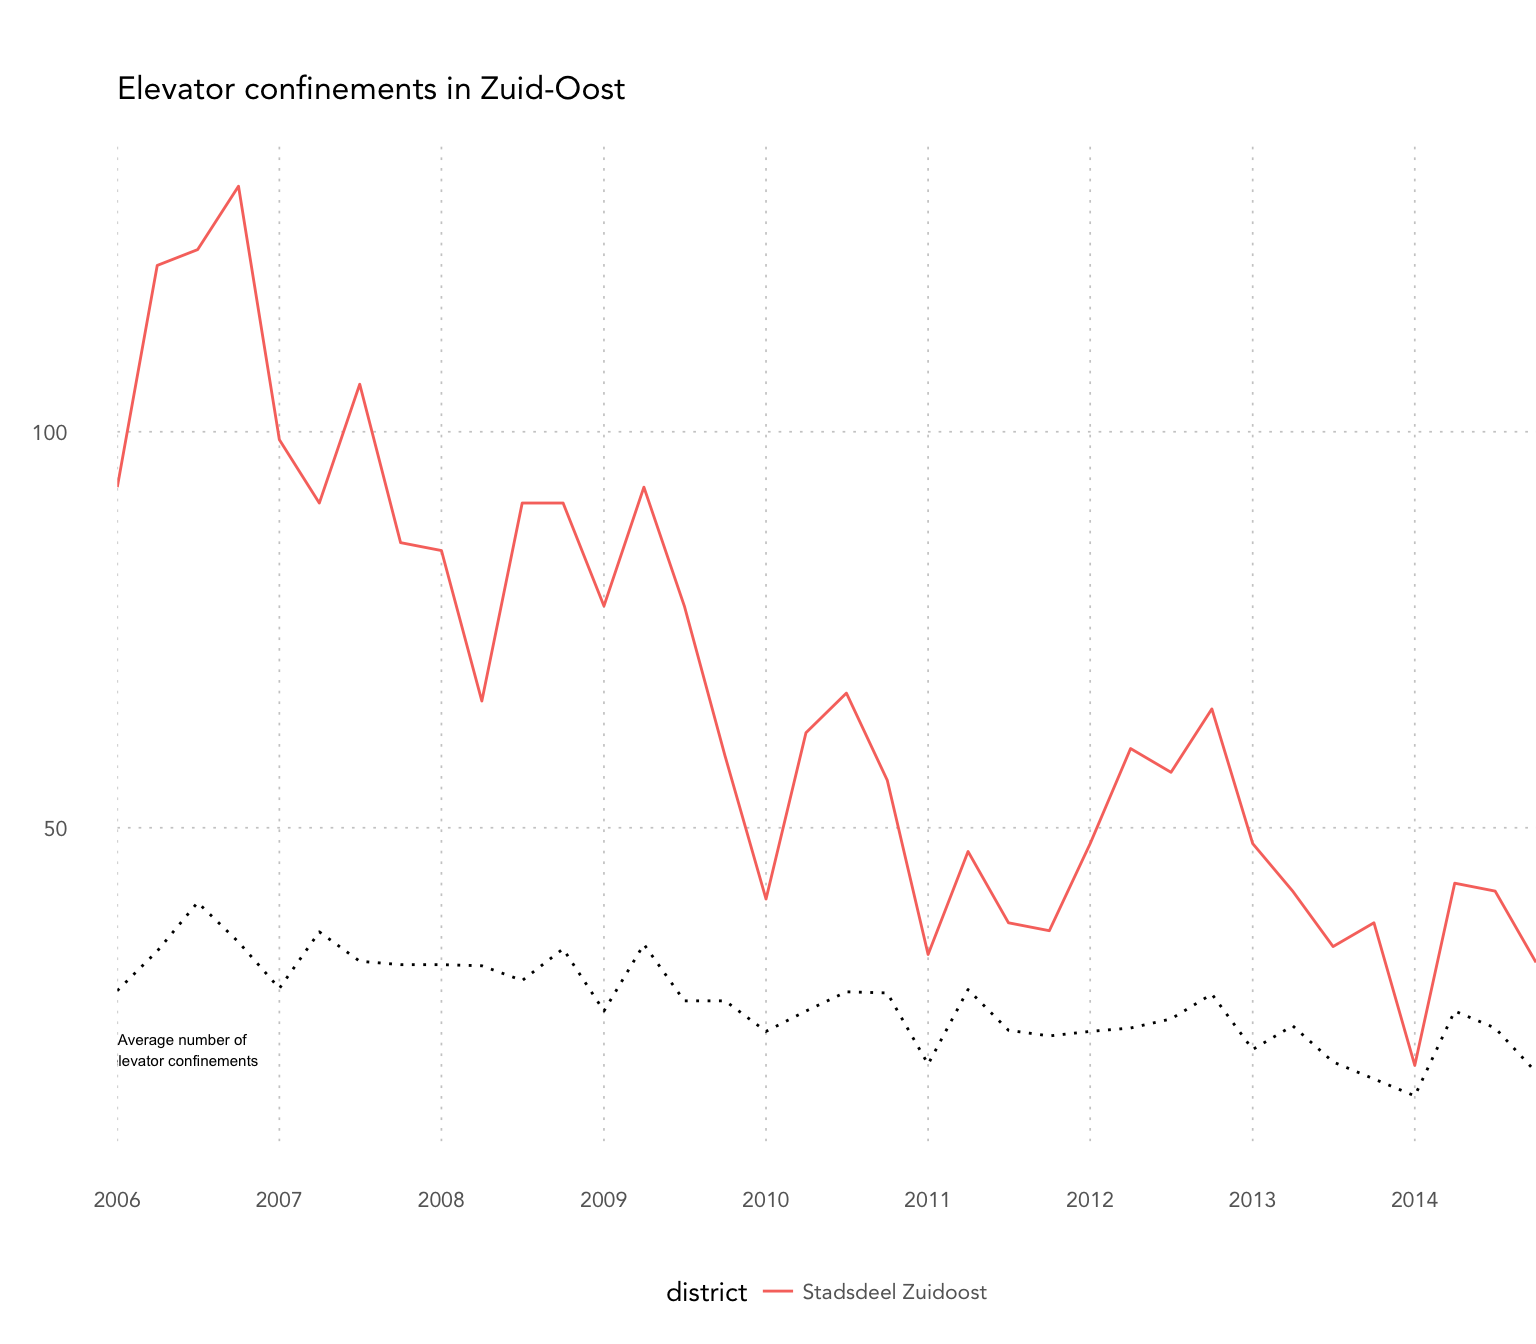 Elevator confinements in Zuid-Oost
100
50
Average number of
levator confinements
2006 2007 2008 2009 2010 2011 2012 2013 2014
district Stadsdeel Zuidoost